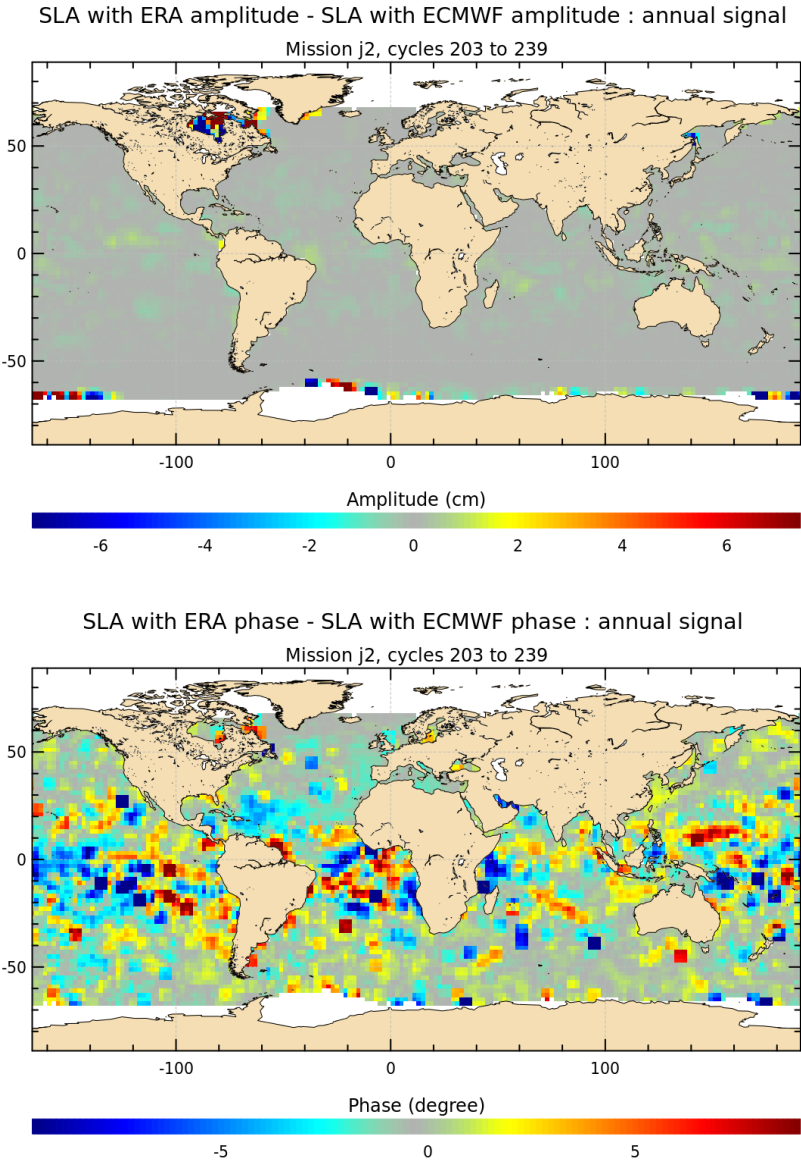 SLA with ERA amplitude - SLA with ECMWF amplitude : annual signal
Mission j2, cycles 203 to 239
50
0
-50
-100 0 100
Amplitude (cm)
-6 -4 -2 0 2 4 6
SLA with ERA phase - SLA with ECMWF phase : annual signal
Mission j2, cycles 203 to 239
50
0
-50
-100 0 100
Phase (degree)
-5 0 5